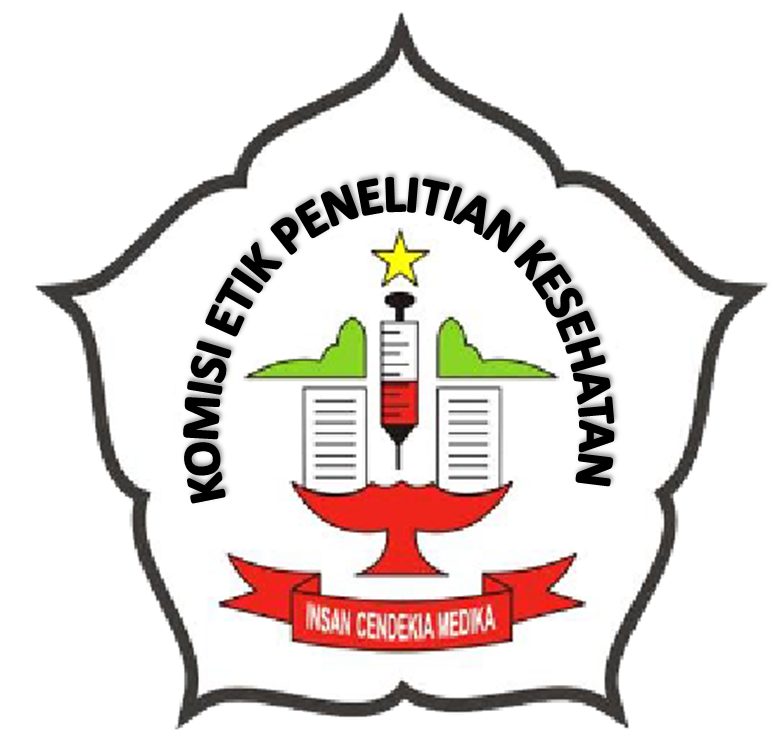 KOMISI ETIK PENELITIAN KESEHATAN
INSAN CENDEKIA MEDIKA